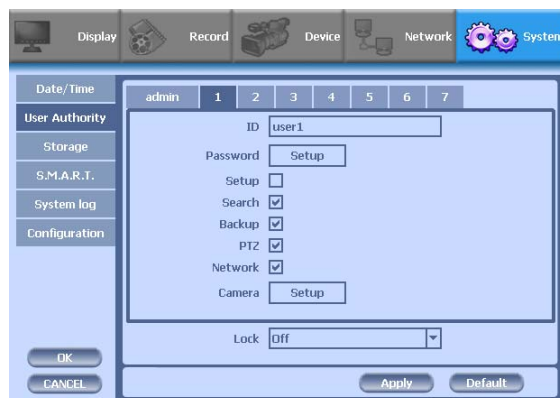 Display Record Device Network System
Date/Time
User Authority
Storage
S.M.A.R.T.
System log
Configuration
OK
CANCEL
admin 1 2 3 4 5 6 7
ID user1
Password Setup
Setup
Search
Backup
PTZ
Network
Camera Setup
Lock Off
Apply Default